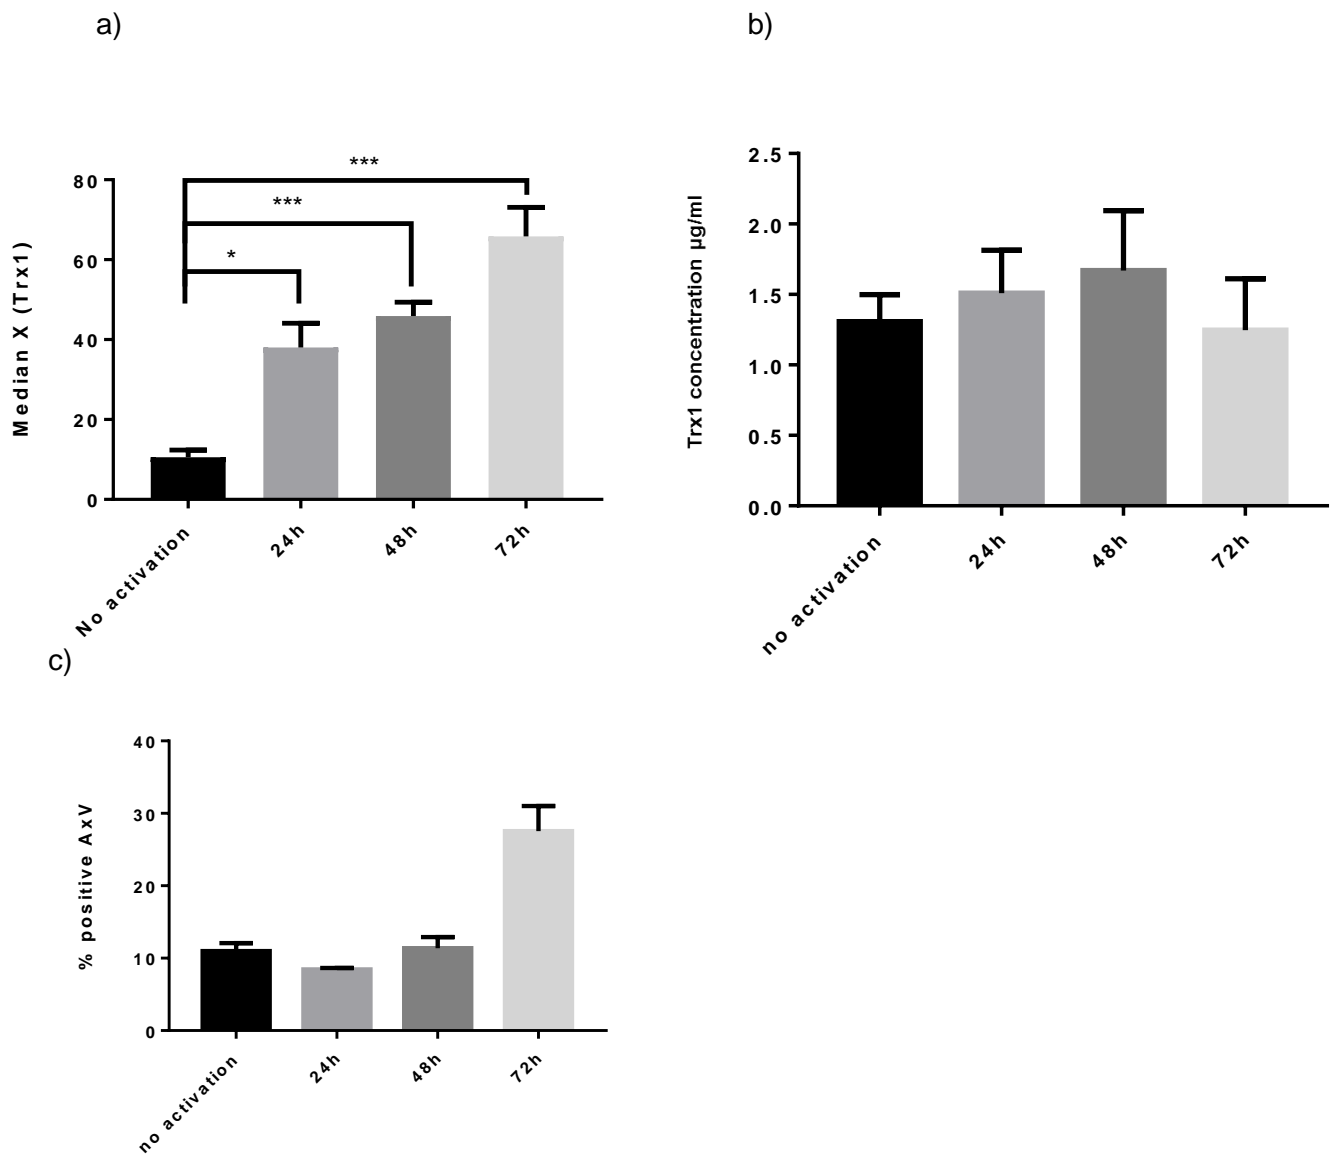 a)
***
***
*
80
60
40
20
0
Median X (Trx1)
No activation
24h
48h
72h
b)
2.5
2.0
1.5
1.0
0.5
0.0
Trx1 concentration µg/ml
no activation
24h
48h
72h
c)
40
30
20
10
0
% positive AxV
no activation
24h
48h
72h